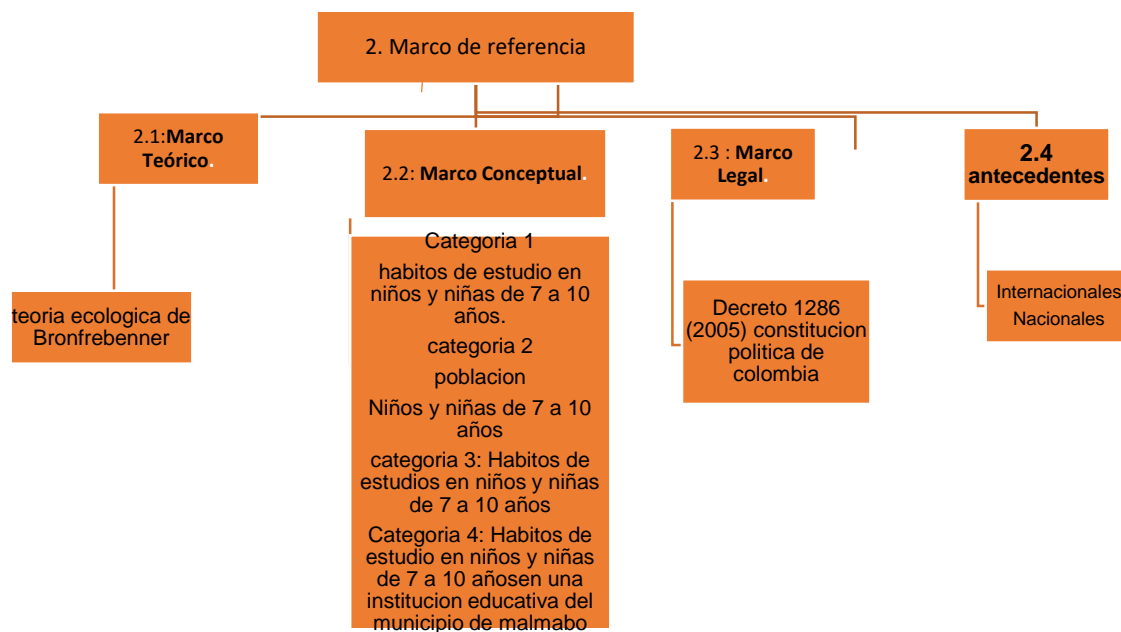 2. Marco de referencia
2.1:Marco
Teórico.
2.2: Marco Conceptual.
2.3 : Marco
Legal.
2.4
antecedentes
teoria ecologica de
Bronfrebenner
Categoria 1
habitos de estudio en
niños y niñas de 7 a 10
años.
categoria 2
poblacion
Niños y niñas de 7 a 10
años
categoria 3: Habitos de
estudios en niños y niñas
de 7 a 10 años
Categoria 4: Habitos de
estudio en niños y niñas
de 7 a 10 añosen una
institucion educativa del
municipio de malmabo
Decreto 1286
(2005) constitucion
politica de
colombia
Internacionales
Nacionales